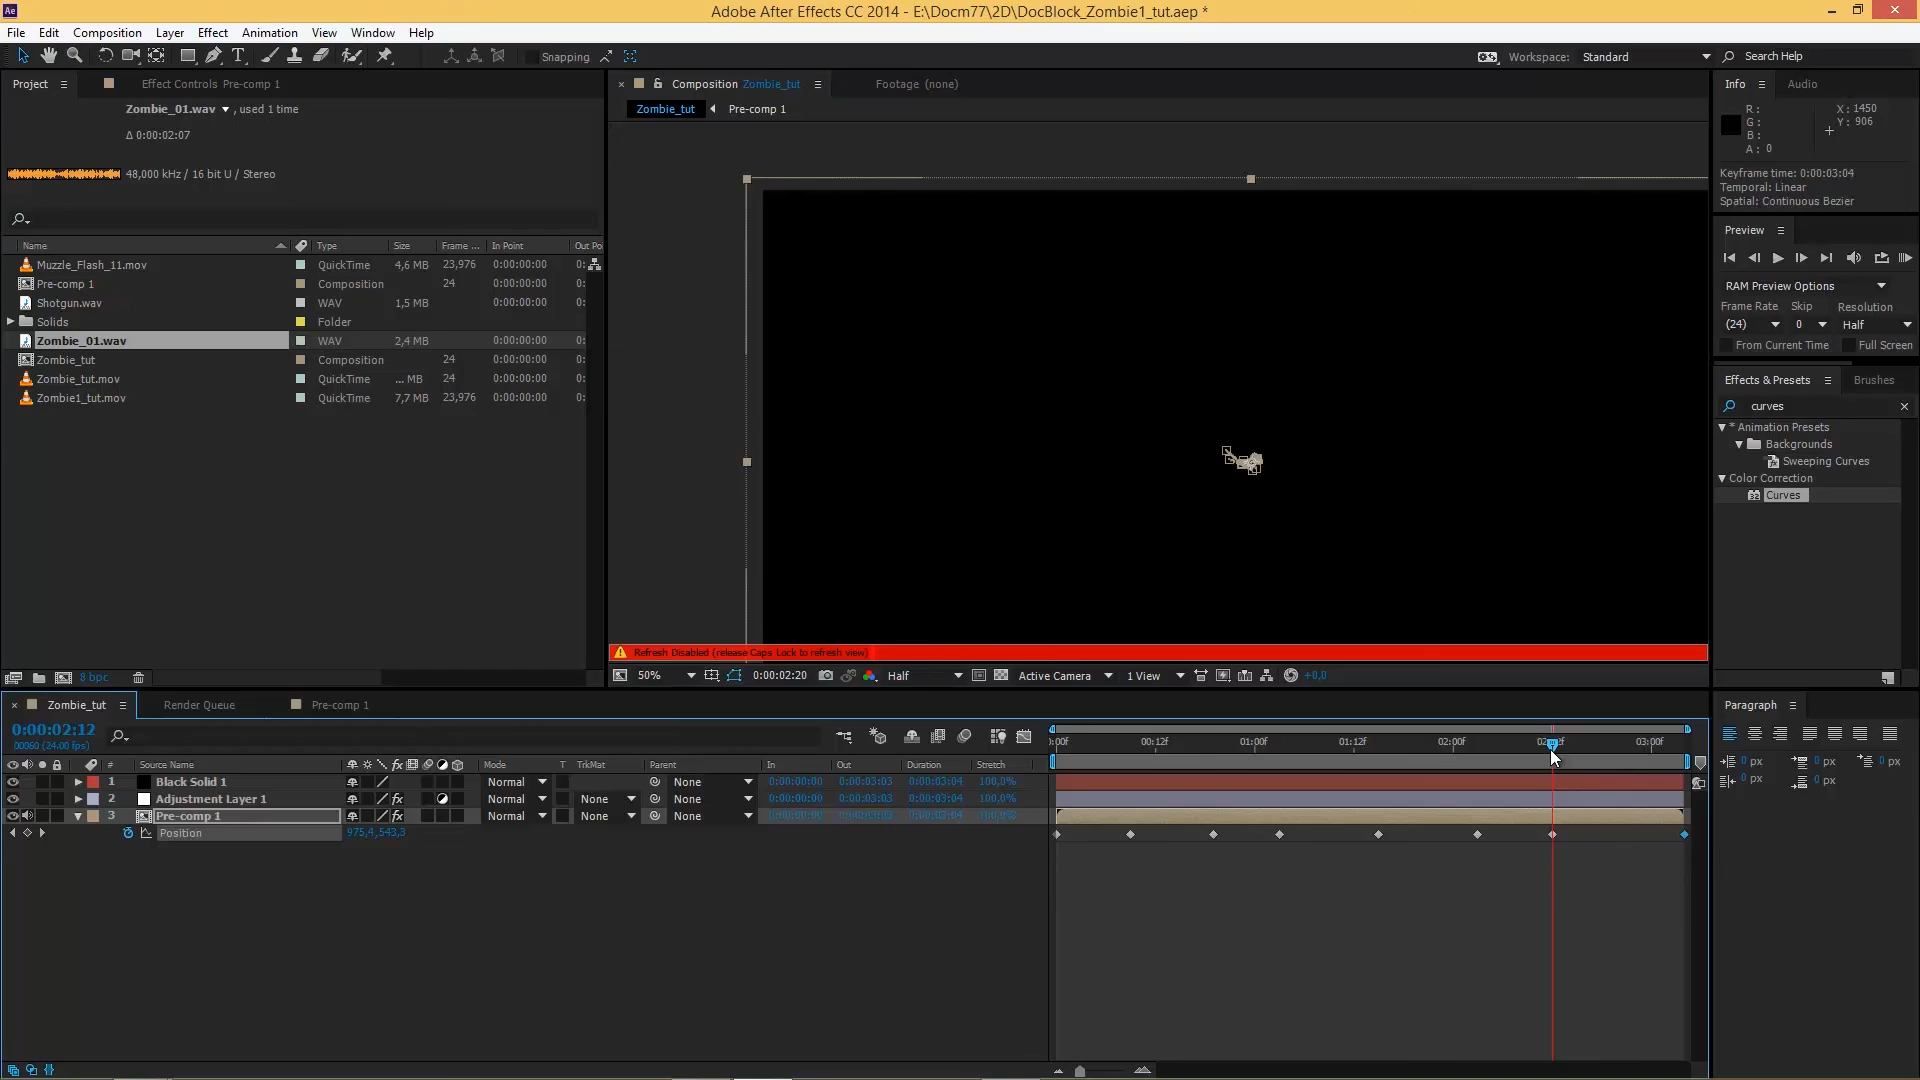 Adobe After Effects CC 2014 - E:\Docm77\2D\DocBlock_Zombie1_tut.aep *
File Edit Composition Layer Effect Animation View Window Help
Snapping
Workspace: Standard
Search Help
Project
Effect Controls Pre-comp 1
Composition Zombie_tut
Footage (none)
Info
Audio
Zombie_01.wav , used 1 time
Δ 0:00:02:07
48,000 kHz / 16 bit U / Stereo
Zombie_tut
Pre-comp 1
R :
G :
B :
A : 0
X : 1450
Y : 906
Keyframe time: 0:00:03:04
Temporal: Linear
Spatial: Continuous Bezier
Name Type Size Frame ... In Point Out Poi
Muzzle_Flash_11.mov QuickTime 4,6 MB 23,976 0:00:00:00 0:
Pre-comp 1 Composition 24 0:00:00:00 0:
Shotgun.wav WAV 1,5 MB 0:00:00:00 0:
Solids Folder
Zombie_01.wav WAV 2,4 MB 0:00:00:00 0:
Zombie_tut Composition 24 0:00:00:00 0:
Zombie_tut.mov QuickTime ... MB 24 0:00:00:00 0:
Zombie1_tut.mov QuickTime 7,7 MB 23,976 0:00:00:00 0:
8 bpc
Preview
RAM Preview Options
Frame Rate Skip Resolution
(24) 0 Half
From Current Time Full Screen
Effects & Presets
Brushes
curves
* Animation Presets
Backgrounds
Sweeping Curves
Color Correction
Curves
Refresh Disabled (release Caps Lock to refresh view)
50% 0:00:02:20 Half Active Camera 1 View +0,0
Zombie_tut
Render Queue
Pre-comp 1
0:00:02:12
00060 (24.00 fps)
:00f 00:12f 01:00f 01:12f 02:00f 03:00f
# Source Name Mode T TrkMat Parent In Out Duration Stretch
1 Black Solid 1 Normal None 0:00:00:00 0:00:03:03 0:00:03:04 100,0%
2 Adjustment Layer 1 Normal None None 0:00:00:00 0:00:03:03 0:00:03:04 100,0%
3 Pre-comp 1 Normal None None 0:00:00:00 0:00:03:03 0:00:03:04 100,0%
Position 975,4,543,3
Paragraph
0 px 0 px 0 px
0 px 0 px